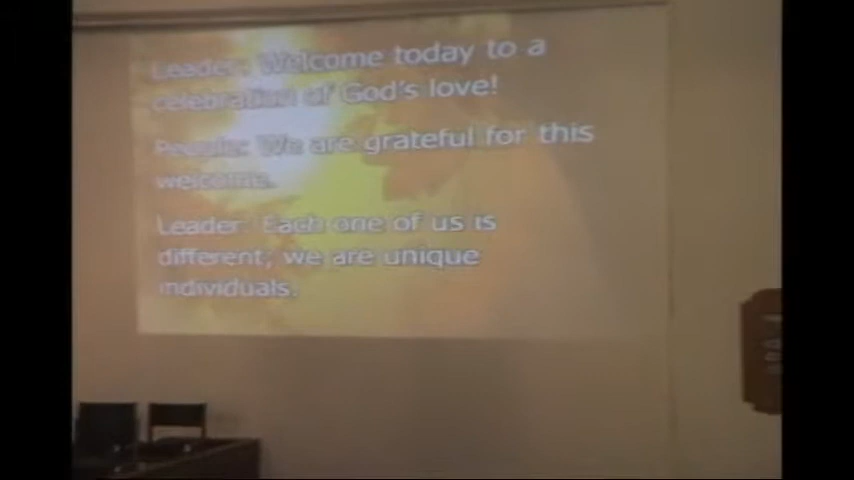 Leader: Welcome today to a
celebration of God's love!
People: We are grateful for this
welcome.
Leader: Each one of us is
different; we are unique
individuals.